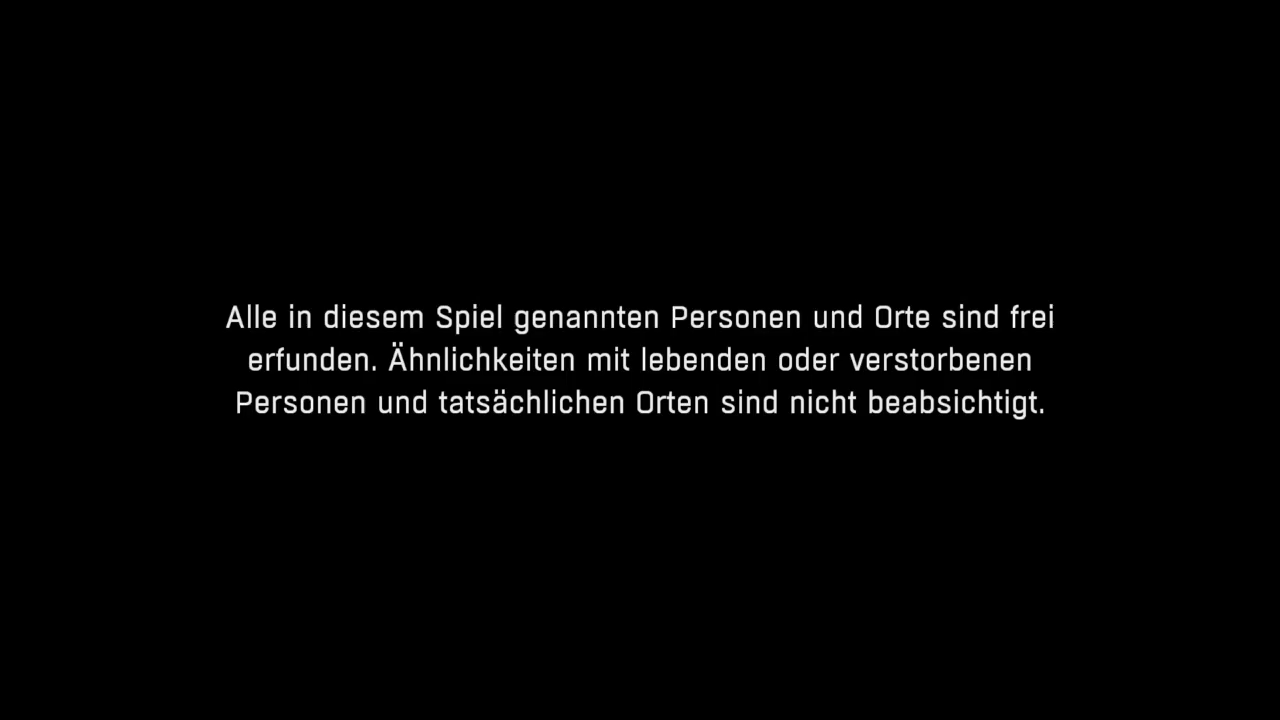 Alle in diesem Spiel genannten Personen und Orte sind frei
erfunden. Ähnlichkeiten mit lebenden oder verstorbenen
Personen und tatsächlichen Orten sind nicht beabsichtigt.